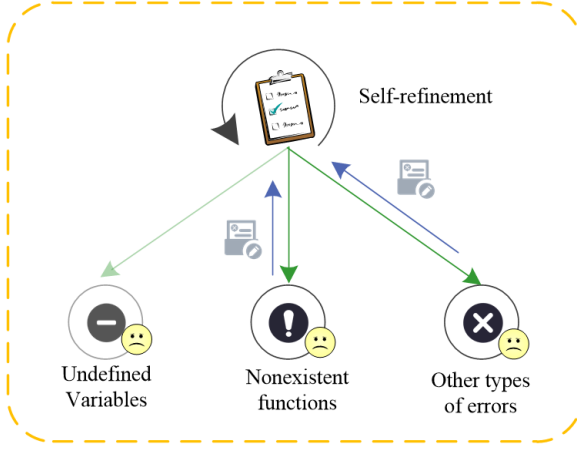 Self-refinement
Undefined
Variables
Nonexistent
functions
Other types
of errors